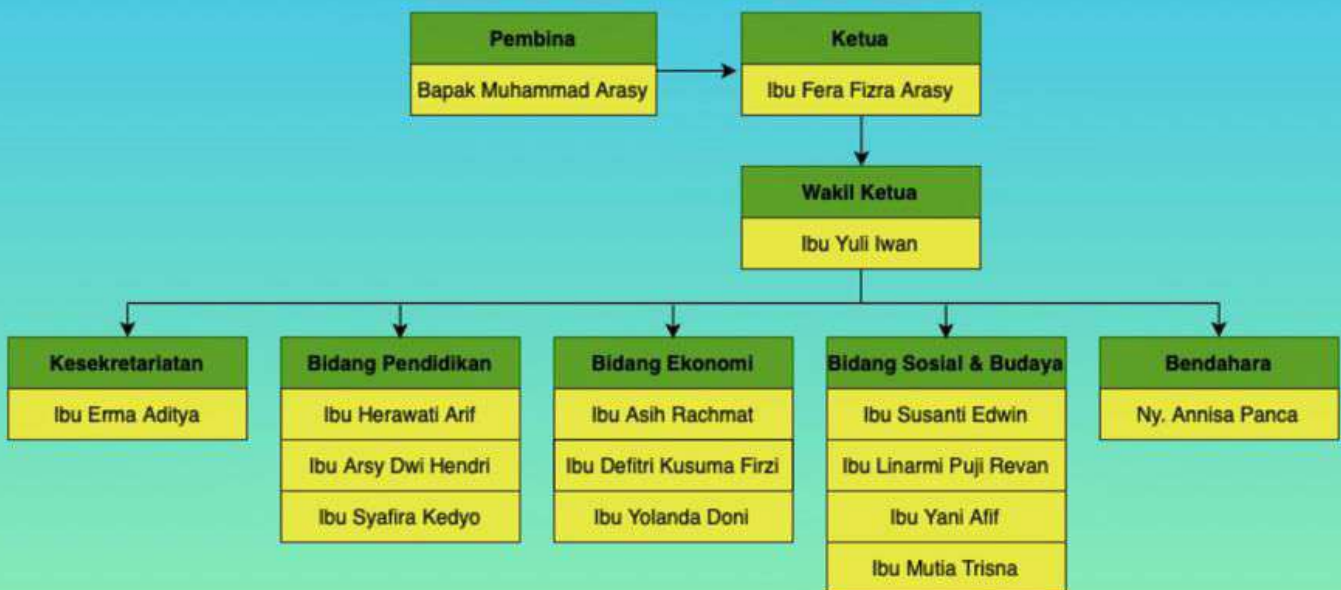 Pembina
Bapak Muhammad Arasy
Ketua
Ibu Fera Fizra Arasy
Wakil Ketua
Ibu Yuli Iwan
Kesekretariatan
Ibu Erma Aditya
Bidang Pendidikan
Ibu Herawati Arif
Ibu Arsy Dwi Hendri
Ibu Syafira Kedyo
Bidang Ekonomi
Ibu Asih Rachmat
Ibu Defitri Kusuma Firzi
Ibu Yolanda Doni
Bidang Sosial & Budaya
Ibu Susanti Edwin
Ibu Linarmi Puji Revan
Ibu Yani Afif
Ibu Mutia Trisna
Bendahara
Ny. Annisa Panca